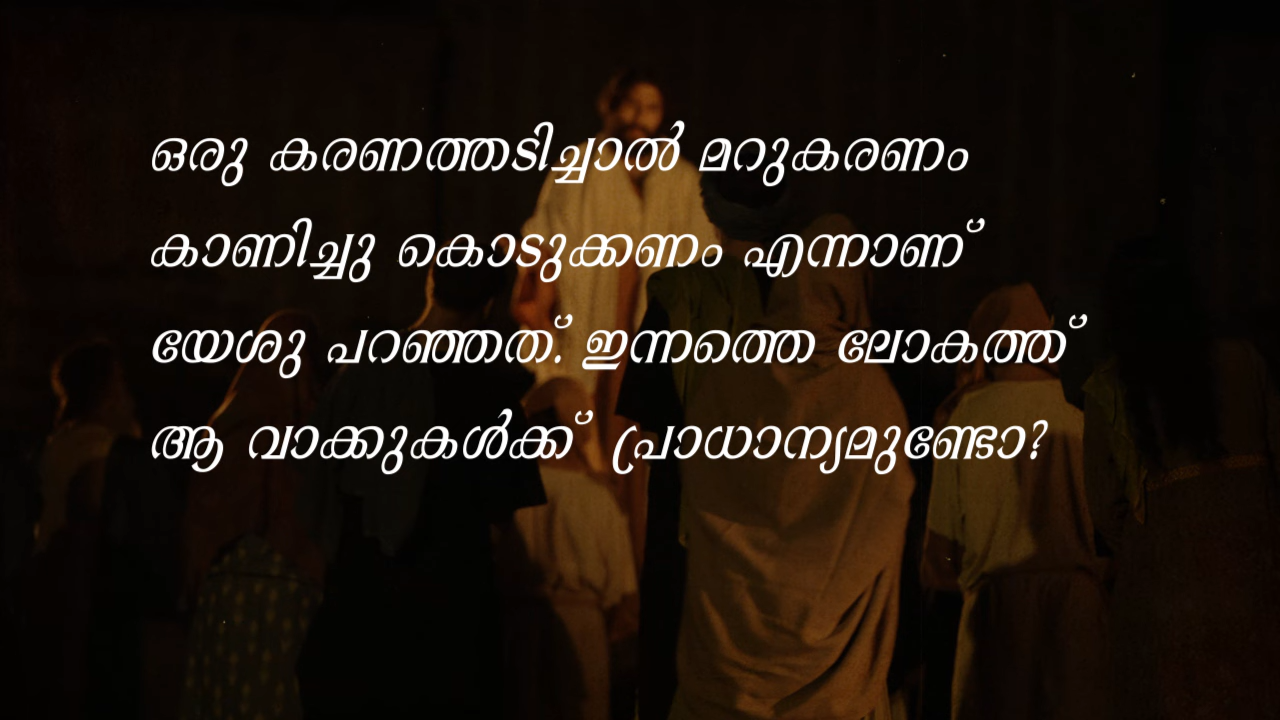 ഒരു കരണത്തടിച്ചാൽ മറുകരണം
കാണിച്ചു കൊടുക്കണം എന്നാണ്
യേശു പറഞ്ഞത്. ഇന്നത്തെ ലോകത്ത്
ആ വാക്കുകൾക്ക് പ്രാധാന്യമുണ്ടോ?